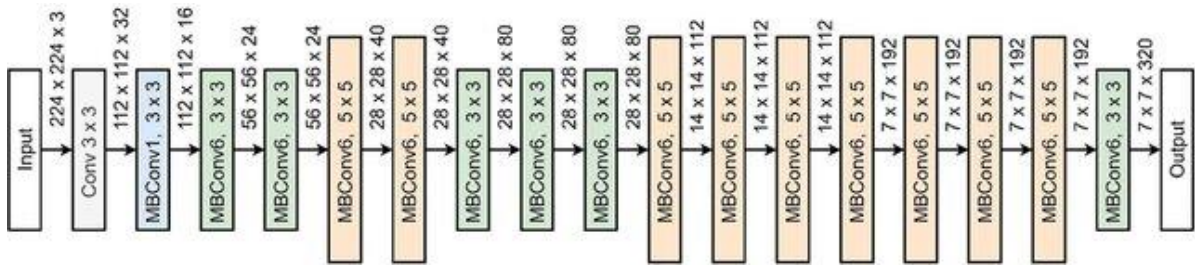 Input
224 x 224 x 3
Conv 3 x 3
112 x 112 x 32
MBConv1, 3 x 3
112 x 112 x 16
MBConv6, 3 x 3
56 x 56 x 24
MBConv6, 3 x 3
56 x 56 x 24
MBConv6, 5 x 5
28 x 28 x 40
MBConv6, 5 x 5
28 x 28 x 40
MBConv6, 3 x 3
28 x 28 x 80
MBConv6, 3 x 3
28 x 28 x 80
MBConv6, 3 x 3
28 x 28 x 80
MBConv6, 5 x 5
14 x 14 x 112
MBConv6, 5 x 5
14 x 14 x 112
MBConv6, 5 x 5
14 x 14 x 112
MBConv6, 5 x 5
7 x 7 x 192
MBConv6, 5 x 5
7 x 7 x 192
MBConv6, 5 x 5
7 x 7 x 192
MBConv6, 5 x 5
7 x 7 x 192
MBConv6, 3 x 3
7 x 7 x 320
Output